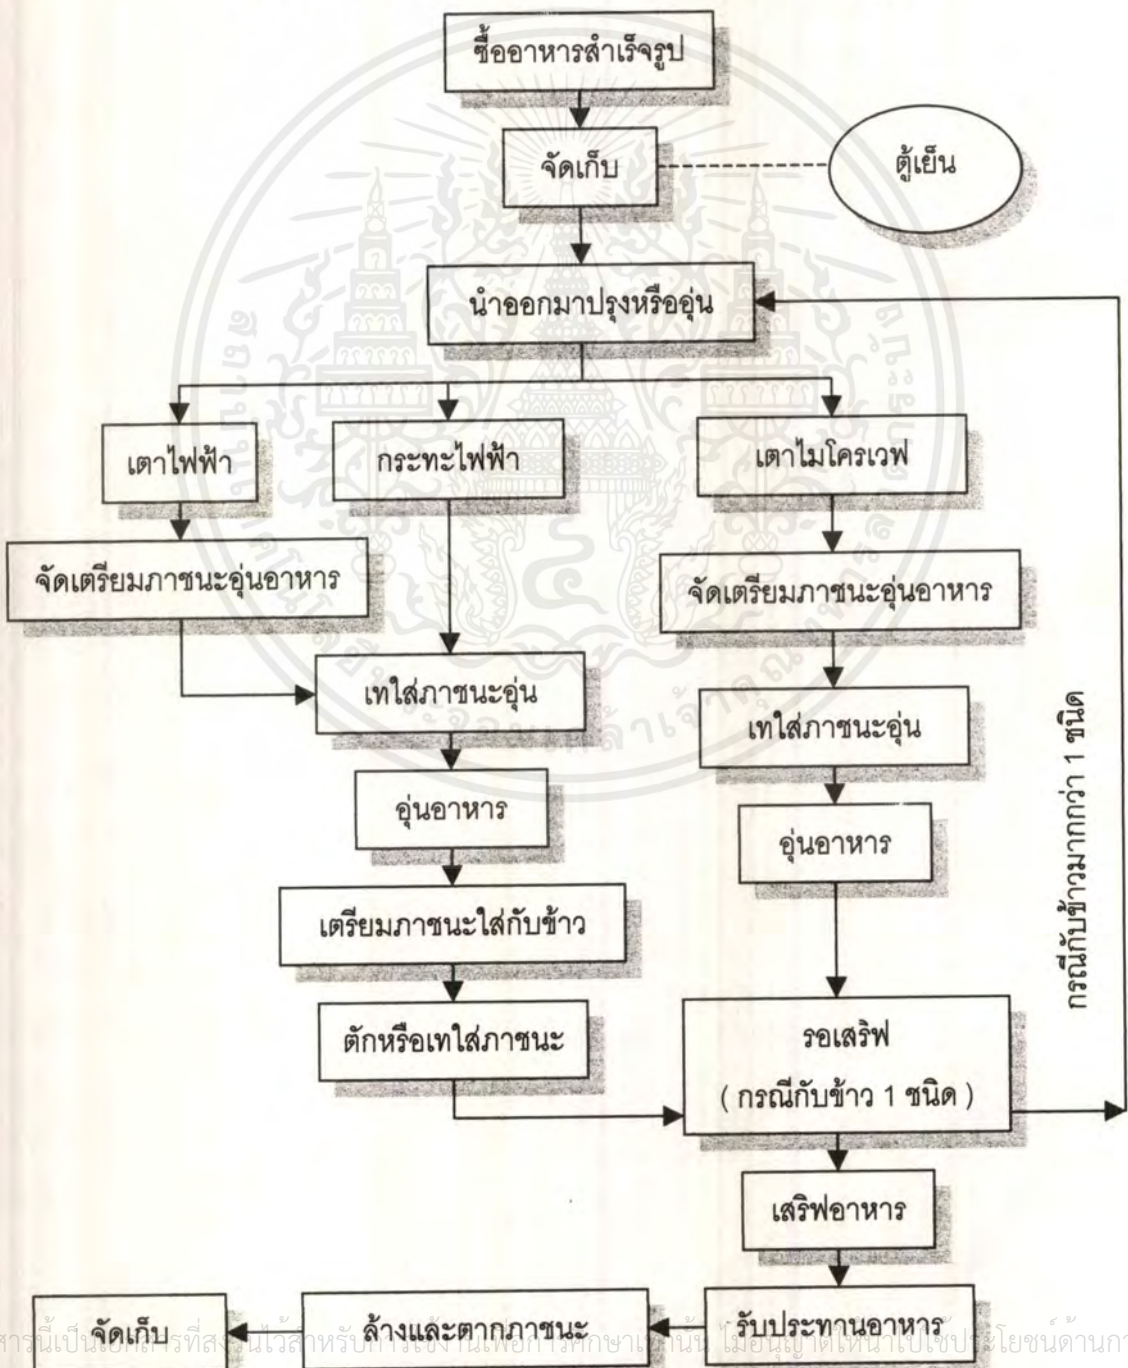 ซื้ออาหารสำเร็จรูป
จัดเก็บ
ตู้เย็น
นำออกมาปรุงหรืออุ่น
เตาไฟฟ้า
กระทะไฟฟ้า
เตาไมโครเวฟ
จัดเตรียมภาชนะอุ่นอาหาร
จัดเตรียมภาชนะอุ่นอาหาร
เทใส่ภาชนะอุ่น
เทใส่ภาชนะอุ่น
อุ่นอาหาร
อุ่นอาหาร
กรณีกับข้าวมากกว่า 1 ชนิด
เตรียมภาชนะใส่กับข้าว
ตักหรือเทใส่ภาชนะ
รอเสริฟ
( กรณีกับข้าว 1 ชนิด )
เสริฟอาหาร
รับประทานอาหาร
ล้างและตากภาชนะ
จัดเก็บ